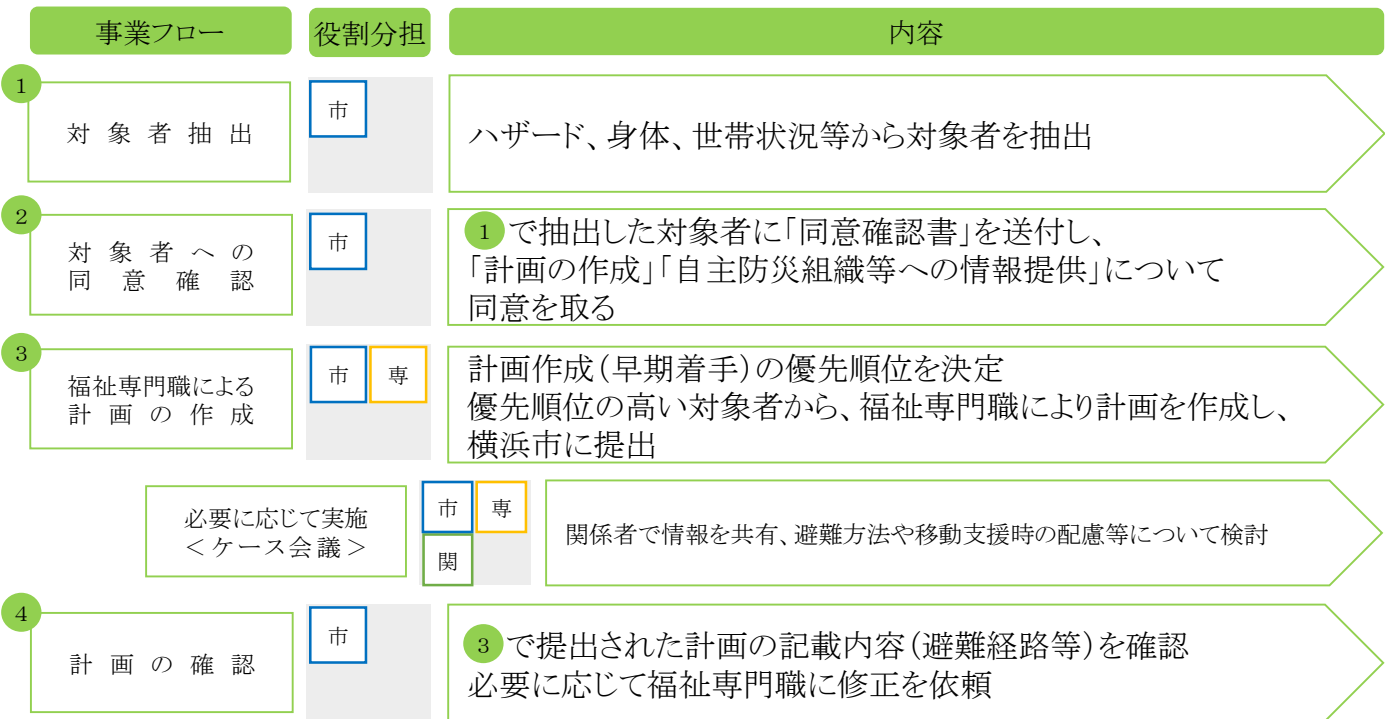 事業フロー
役割分担
内容
1
対象者抽出
市
ハザード、身体、世帯状況等から対象者を抽出
2
対象者への
同意確認
市
1で抽出した対象者に「同意確認書」を送付し、
「計画の作成」「自主防災組織等への情報提供」について
同意を取る
3
福祉専門職による
計画の作成
市
専
計画作成(早期着手)の優先順位を決定
優先順位の高い対象者から、福祉専門職により計画を作成し、
横浜市に提出
必要に応じて実施
<ケース会議>
市
専
関
関係者で情報を共有、避難方法や移動支援時の配慮等について検討
4
計画の確認
市
3で提出された計画の記載内容(避難経路等)を確認
必要に応じて福祉専門職に修正を依頼